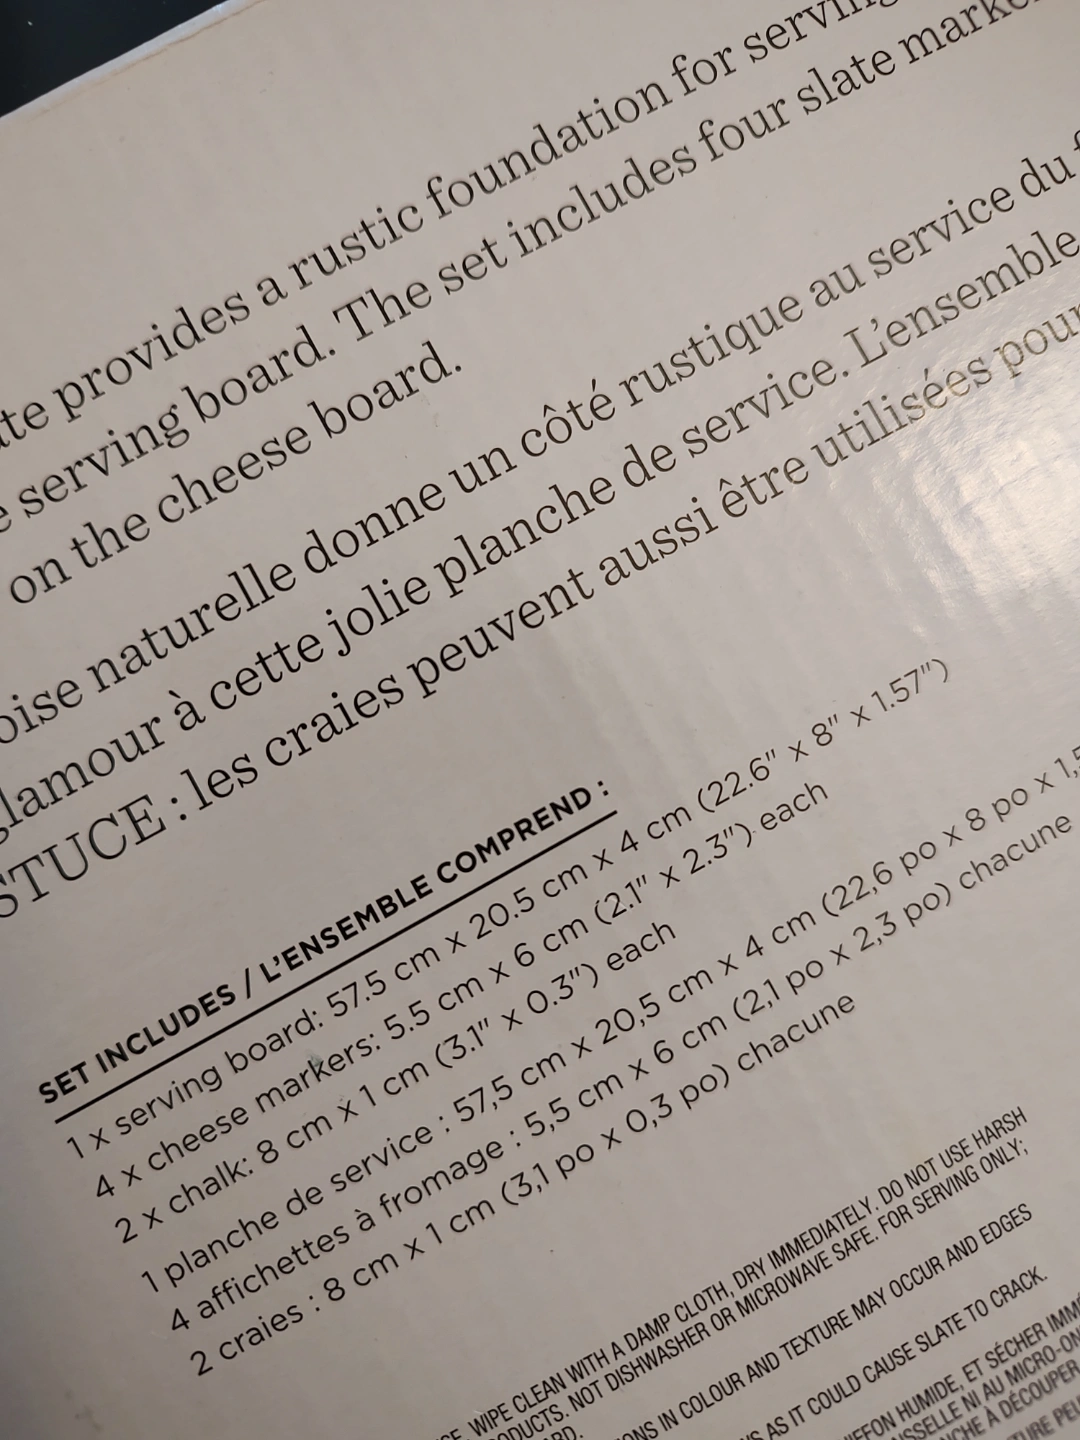 provides a rustic foundation for serving
serving board. The set includes four slate
on the cheese board.
naturelle donne un côté rustique au service du
glamour à cette jolie planche de service. L'ensemble
les craies peuvent aussi être utilisées pour
SET INCLUDES / L'ENSEMBLE COMPREND :
1 x serving board: 57.5 cm x 20.5 cm x 4 cm (22.6" x 8" x 1.57")
4 x cheese markers: 5.5 cm x 6 cm (2.1" x 2.3") each
2 x chalk: 8 cm x 1 cm (3.1" x 0.3") each
1 planche de service : 57,5 cm x 20,5 cm x 4 cm (22,6 po x 8 po x
4 affichettes à fromage : 5,5 cm x 6 cm (2,1 po x 2,3 po) chacune
2 craies : 8 cm x 1 cm (3,1 po x 0,3 po) chacune
WIPE CLEAN WITH A DAMP CLOTH, DRY IMMEDIATELY. DO NOT USE HARSH
NOT DISHWASHER OR MICROWAVE SAFE. FOR SERVING ONLY;
IN COLOUR AND TEXTURE MAY OCCUR AND EDGES
AS IT COULD CAUSE SLATE TO CRACK.
HUMIDE, ET SÉCHER
NI AU
À DÉCOUPER